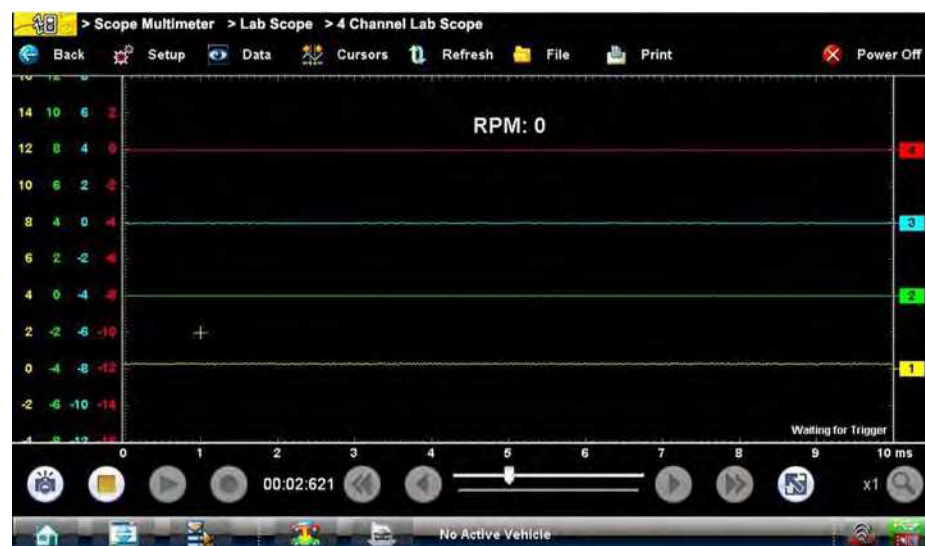 > Scope Multimeter > Lab Scope > 4 Channel Lab Scope
Back Setup Data Cursors Refresh File Print Power Off
14 10 6 2
RPM: 0
12 8 4 0 4
10 6 2 -2
8 4 0 -4 3
6 2 -2 -6
4 0 -4 -8 2
2 -2 -6 -10
0 -4 -8 -12 1
-2 -6 -10 -14
Waiting for Trigger
0 1 2 3 4 5 6 7 8 9 10 ms
00:02:621 x1
No Active Vehicle